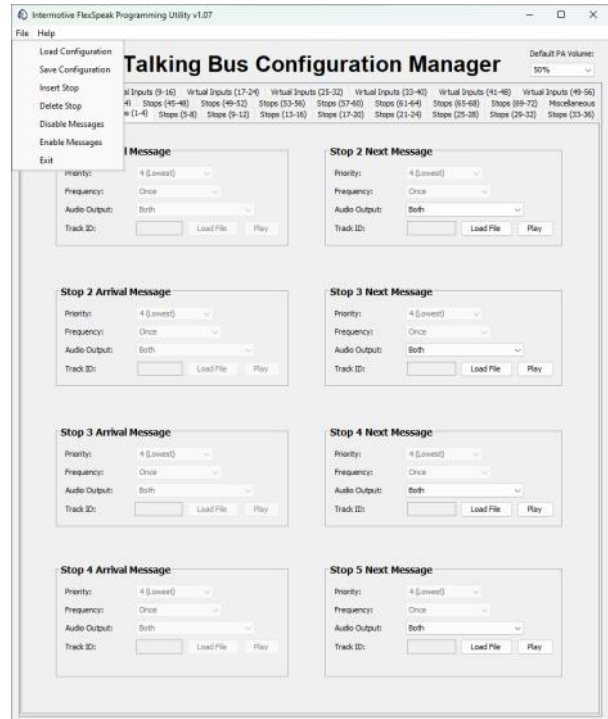 Intermotive FlexSpeak Programming Utility v1.07
File Help
Load Configuration
Save Configuration
Insert Stop
Delete Stop
Disable Messages
Enable Messages
Exit
Talking Bus Configuration Manager
Default PA Volume:
50%
Inputs (9-16) Virtual Inputs (17-24) Virtual Inputs (25-32) Virtual Inputs (33-40) Virtual Inputs (41-48) Virtual Inputs (49-56)
Stops (45-48) Stops (49-52) Stops (53-56) Stops (57-60) Stops (61-64) Stops (65-68) Stops (69-72) Miscellaneous
(1-4) Stops (5-8) Stops (9-12) Stops (13-16) Stops (17-20) Stops (21-24) Stops (25-28) Stops (29-32) Stops (33-36)
Message
Priority: 4 (Lowest)
Frequency: Once
Audio Output: Both
Track ID: Load File Play
Stop 2 Next Message
Priority: 4 (Lowest)
Frequency: Once
Audio Output: Both
Track ID: Load File Play
Stop 2 Arrival Message
Priority: 4 (Lowest)
Frequency: Once
Audio Output: Both
Track ID: Load File Play
Stop 3 Next Message
Priority: 4 (Lowest)
Frequency: Once
Audio Output: Both
Track ID: Load File Play
Stop 3 Arrival Message
Priority: 4 (Lowest)
Frequency: Once
Audio Output: Both
Track ID: Load File Play
Stop 4 Next Message
Priority: 4 (Lowest)
Frequency: Once
Audio Output: Both
Track ID: Load File Play
Stop 4 Arrival Message
Priority: 4 (Lowest)
Frequency: Once
Audio Output: Both
Track ID: Load File Play
Stop 5 Next Message
Priority: 4 (Lowest)
Frequency: Once
Audio Output: Both
Track ID: Load File Play